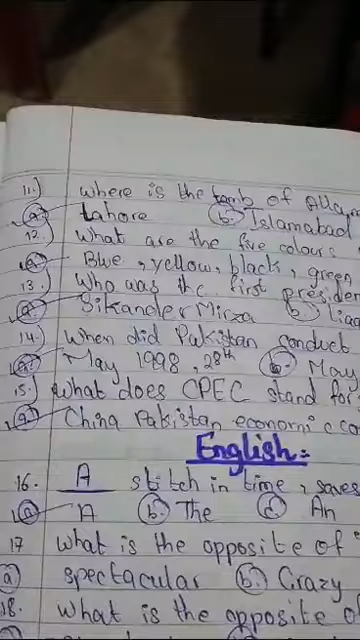 11.) where is the tomb of Alla
a. Lahore b. Islamabad
12.) What are the five colours
a. Blue, yellow, black, green
13.) Who was the first presiden
a. Sikander Mirza b. Liaq
14.) When did Pakistan conduct
a. May 1998, 28th b. May
15.) What does CPEC stand for
a. China Pakistan economic co
English:-
16. A stitch in time, saves
a A b. The c. An
17 what is the opposite of "
a spectacular b. Crazy
18. what is the opposite of